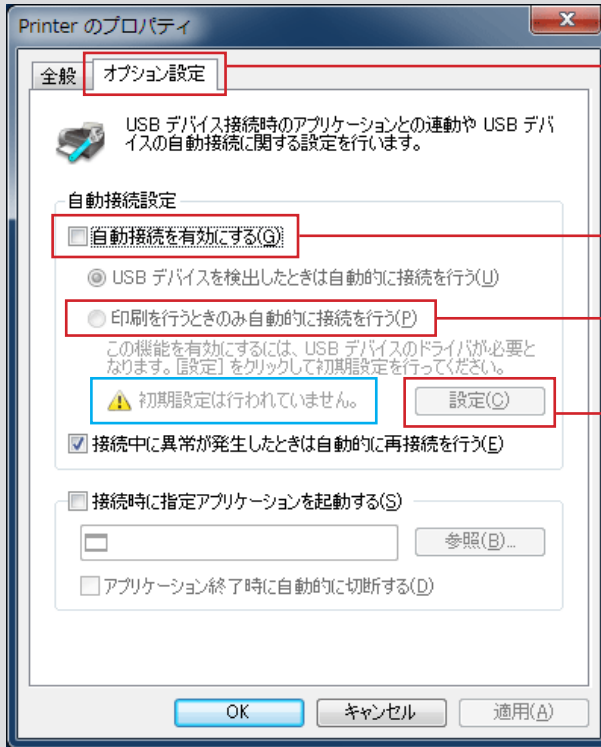 Printer のプロパティ
全般
オプション設定
USB デバイス接続時のアプリケーションとの連動や USB デバ
イスの自動接続に関する設定を行います。
自動接続設定
自動接続を有効にする(G)
USB デバイスを検出したときは自動的に接続を行う(U)
印刷を行うときのみ自動的に接続を行う(P)
この機能を有効にするには、USB デバイスのドライバが必要と
なります。[設定] をクリックして初期設定を行ってください。
初期設定は行われていません。
設定(C)
接続中に異常が発生したときは自動的に再接続を行う(E)
接続時に指定アプリケーションを起動する(S)
参照(B)...
アプリケーション終了時に自動的に切断する(D)
OK
キャンセル
適用(A)